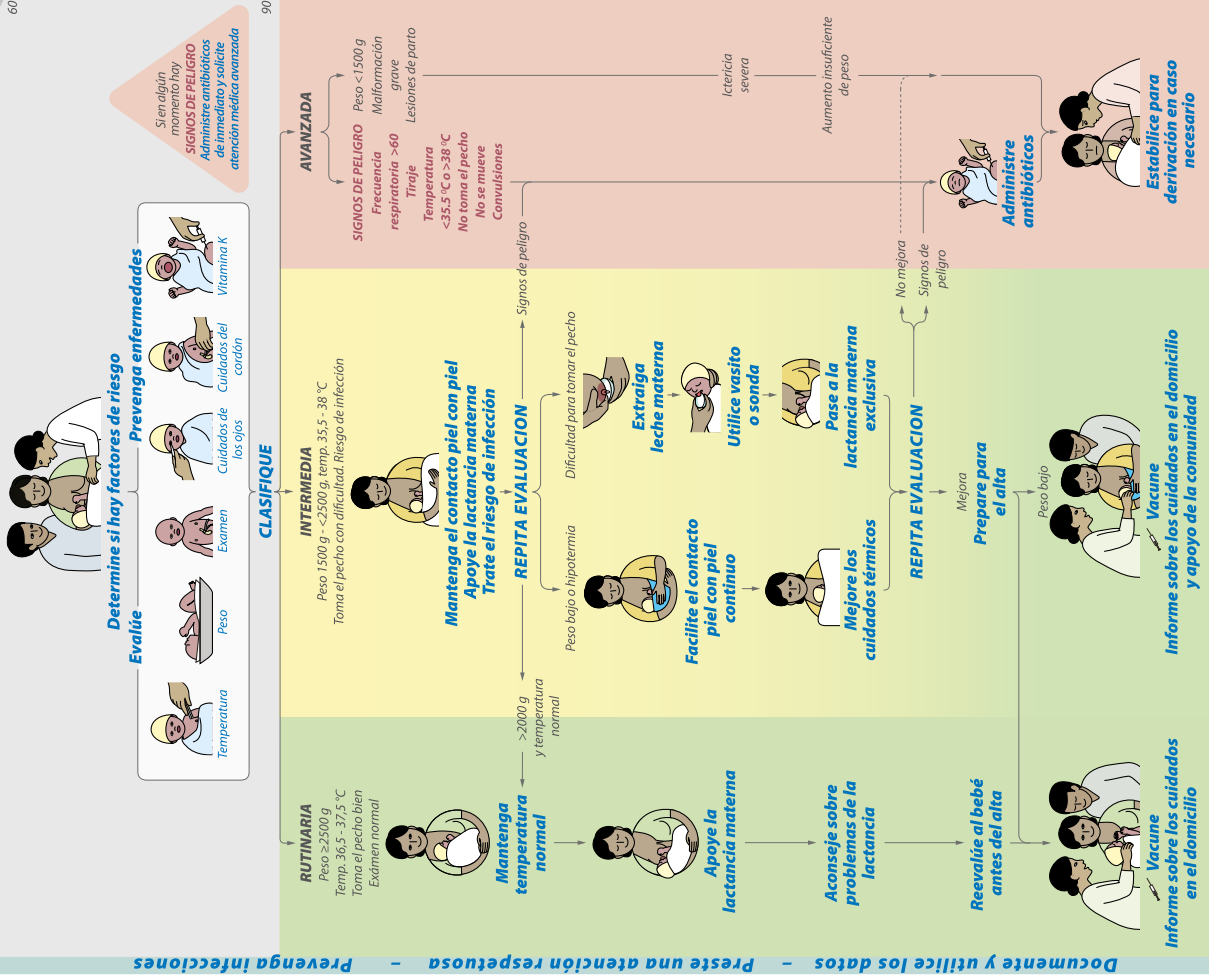 60
Determine si hay factores de riesgo
Evalúe
Prevenga enfermedades
Temperatura
Peso
Examen
Cuidados de
los ojos
Cuidados del
cordón
Vitamina K
Si en algún
momento hay
SIGNOS DE PELIGRO
Administre antibióticos
de inmediato y solicite
atención médica avanzada
90
CLASIFIQUE
RUTINARIA
Peso ≥2500 g
Temp. 36,5 - 37,5 °C
Toma el pecho bien
Exámen normal
Mantenga
temperatura
normal
Apoye la
lactancia materna
Aconseje sobre
problemas de la
lactancia
Reevalúe al bebé
antes del alta
Vacune
Informe sobre los cuidados
en el domicilio
INTERMEDIA
Peso 1500 g - <2500 g, temp. 35,5 - 38 °C
Toma el pecho con dificultad. Riesgo de infección
Mantenga el contacto piel con piel
Apoye la lactancia materna
Trate el riesgo de infección
REPITA EVALUACION
>2000 g
y temperatura
normal
Signos de peligro
Peso bajo o hipotermia
Facilite el contacto
piel con piel
continuo
Mejore los
cuidados térmicos
Dificultad para tomar el pecho
Extraiga
leche materna
Utilice vasito
o sonda
Pase a la
lactancia materna
exclusiva
REPITA EVALUACION
No mejora
Signos de
peligro
Mejora
Prepare para
el alta
Peso bajo
Vacune
Informe sobre los cuidados en el domicilio
y apoyo de la comunidad
AVANZADA
SIGNOS DE PELIGRO
Frecuencia
respiratoria >60
Tiraje
Temperatura
<35.5 °C o >38 °C
No toma el pecho
No se mueve
Convulsiones
Peso <1500 g
Malformación
grave
Lesiones de parto
Ictericia
severa
Aumento insuficiente
de peso
Administre
antibióticos
Estabilice para
derivación en caso
necesario
Documente y utilice los datos – Preste una atención respetuosa – Prevenga infecciones